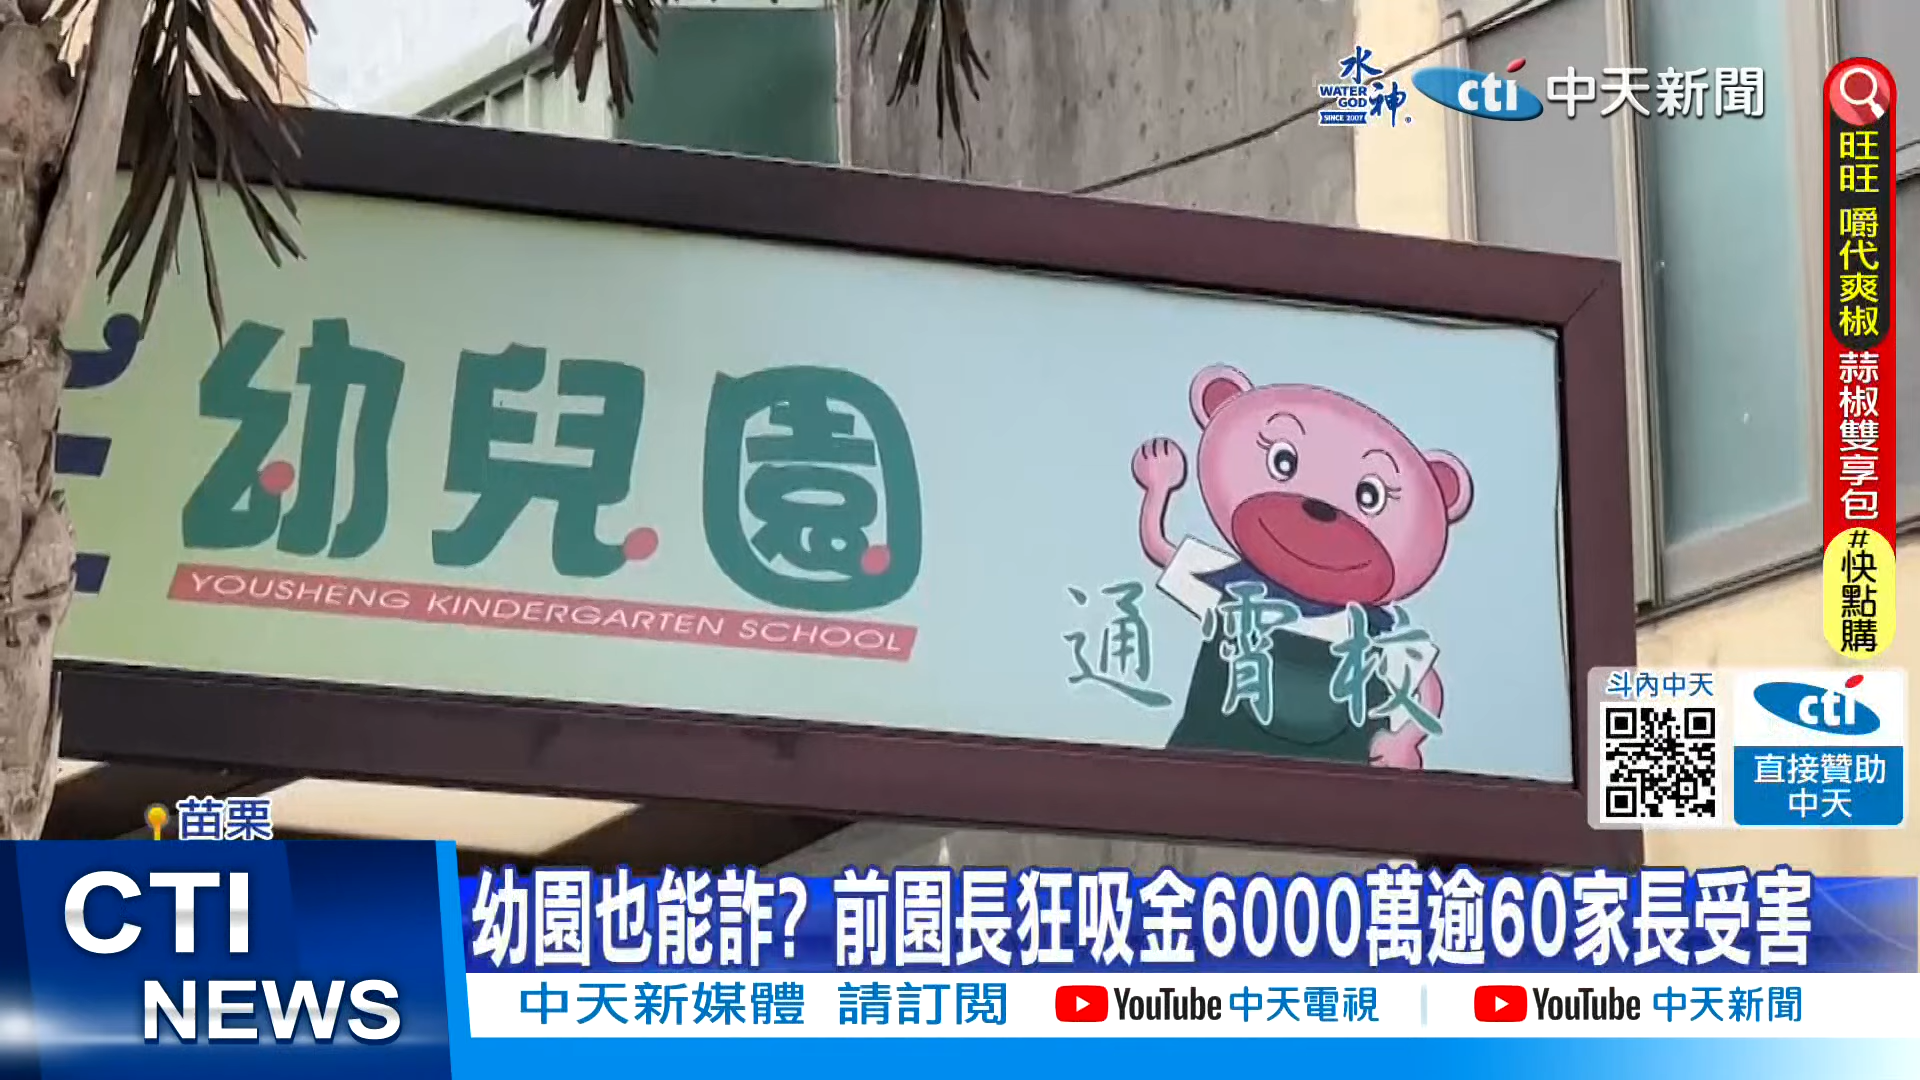 水神
WATER GOD
SINCE 2007
cti 中天新聞
旺旺 嚼代爽椒 蒜椒雙享包 #快點購
幼兒園
YOUSHENG KINDERGARTEN SCHOOL
通霄校
斗內中天
cti
直接贊助
中天
苗栗
CTI NEWS
幼園也能詐? 前園長狂吸金6000萬逾60家長受害
中天新媒體 請訂閱 YouTube 中天電視 YouTube 中天新聞